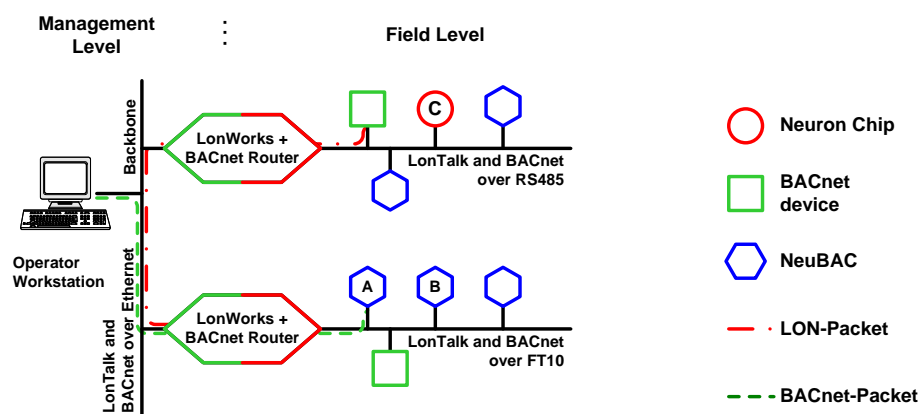 Management
Level
⋮
Field Level
Backbone
LonWorks +
BACnet Router
C
LonTalk and BACnet
over RS485
Operator
Workstation
LonTalk and
BACnet over Ethernet
LonWorks +
BACnet Router
A
B
LonTalk and BACnet
over FT10
Neuron Chip
BACnet
device
NeuBAC
LON-Packet
BACnet-Packet